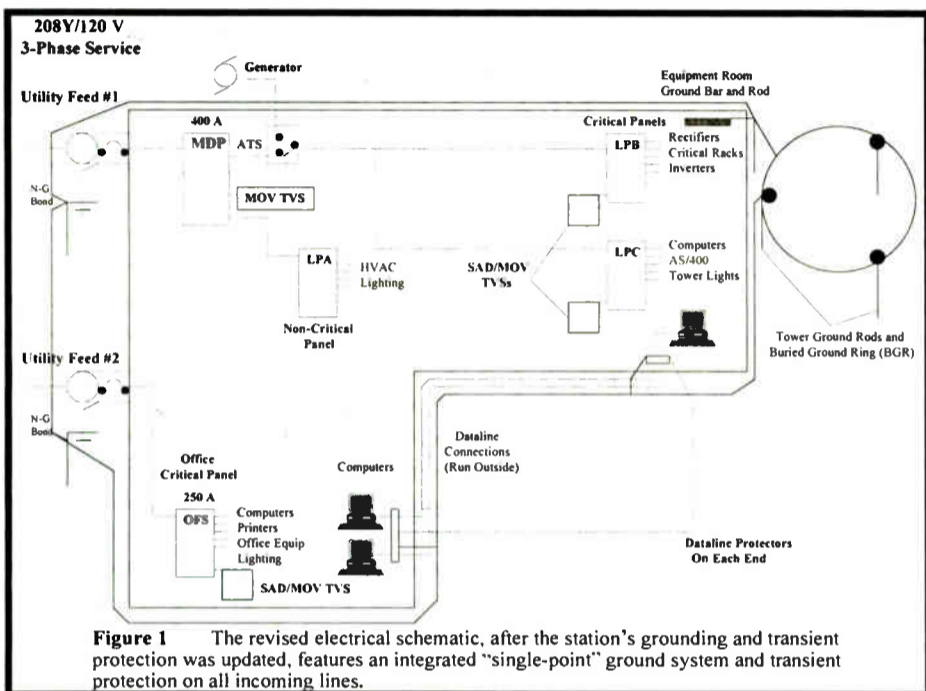 208Y/120 V
3-Phase Service
Generator
Utility Feed #1
Equipment Room
Ground Bar and Rod
400 A
MDP
ATS
Critical Panels
LPB
Rectifiers
Critical Racks
Inverters
N-G
Bond
MOV TVS
LPA
HVAC
Lighting
SAD/MOV
TVSs
LPC
Computers
AS/400
Tower Lights
Non-Critical
Panel
Tower Ground Rods and
Buried Ground Ring (BGR)
Utility Feed #2
N-G
Bond
Dataline
Connections
(Run Outside)
Office
Critical Panel
Computers
250 A
OFS
Computers
Printers
Office Equip
Lighting
Dataline Protectors
On Each End
SAD/MOV TVS
Figure 1 The revised electrical schematic, after the station's grounding and transient
protection was updated, features an integrated "single-point" ground system and transient
protection on all incoming lines.